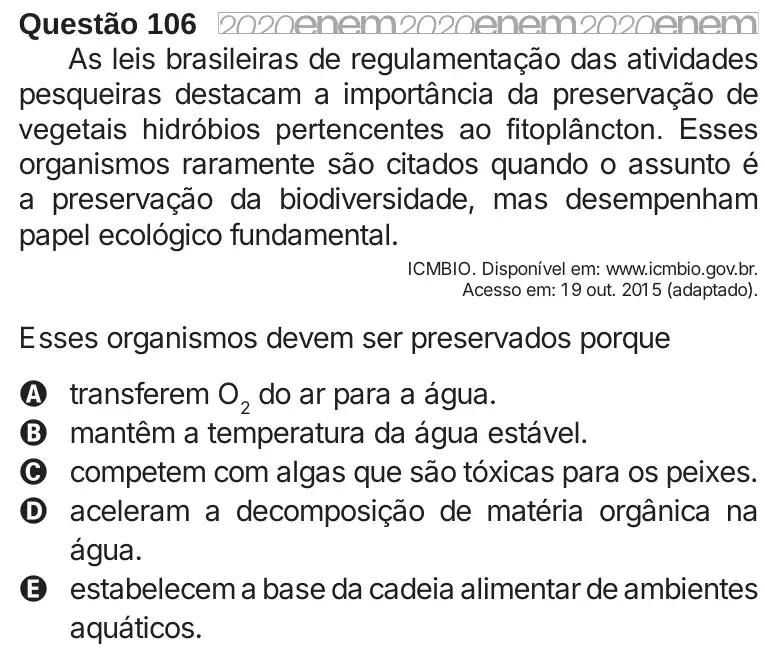 Questão 106 2020enem2020enem2020enem
As leis brasileiras de regulamentação das atividades
pesqueiras destacam a importância da preservação de
vegetais hidróbios pertencentes ao fitoplâncton. Esses
organismos raramente são citados quando o assunto é
a preservação da biodiversidade, mas desempenham
papel ecológico fundamental.
ICMBIO. Disponível em: www.icmbio.gov.br.
Acesso em: 19 out. 2015 (adaptado).
Esses organismos devem ser preservados porque
A transferem O2 do ar para a água.
B mantêm a temperatura da água estável.
C competem com algas que são tóxicas para os peixes.
D aceleram a decomposição de matéria orgânica na
água.
E estabelecem a base da cadeia alimentar de ambientes
aquáticos.